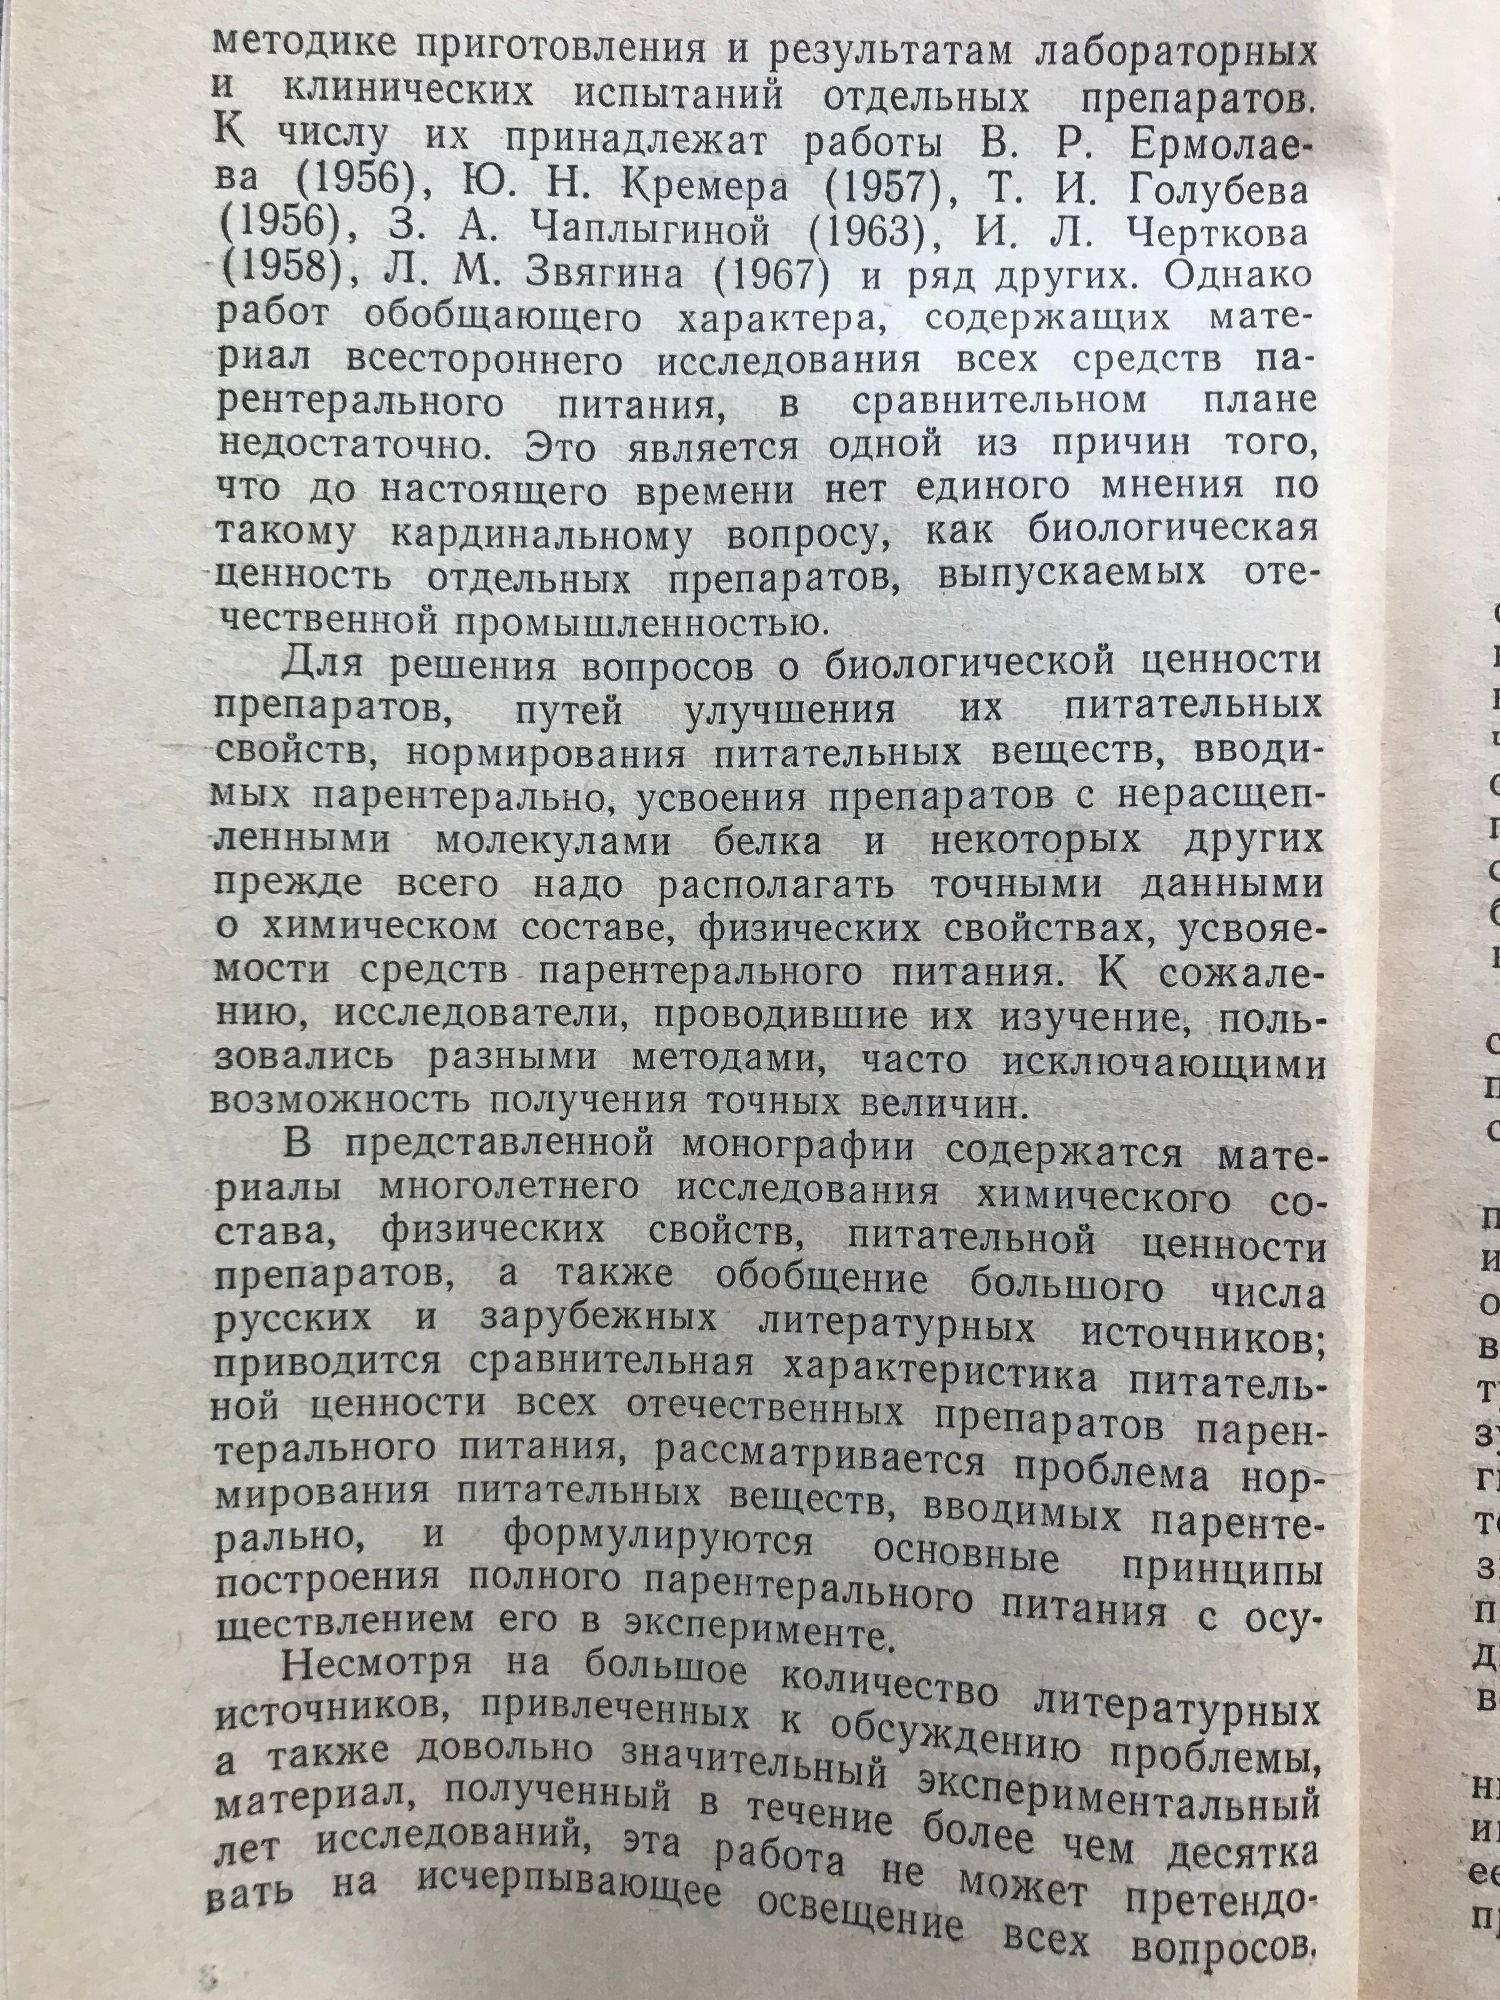 методике приготовления и результатам лабораторных
и клинических испытаний отдельных препаратов.
К числу их принадлежат работы В. Р. Ермолае-
ва (1956), Ю. Н. Кремера (1957), Т. И. Голубева
(1956), З. А. Чаплыгиной (1963), И. Л. Черткова
(1958), Л. М. Звягина (1967) и ряд других. Однако
работ обобщающего характера, содержащих мате-
риал всестороннего исследования всех средств па-
рентерального питания, в сравнительном плане
недостаточно. Это является одной из причин того,
что до настоящего времени нет единого мнения по
такому кардинальному вопросу, как биологическая
ценность отдельных препаратов, выпускаемых оте-
чественной промышленностью.
Для решения вопросов о биологической ценности
препаратов, путей улучшения их питательных
свойств, нормирования питательных веществ, вводи-
мых парентерально, усвоения препаратов с нерасщеп-
ленными молекулами белка и некоторых других
прежде всего надо располагать точными данными
о химическом составе, физических свойствах, усвояе-
мости средств парентерального питания. К сожале-
нию, исследователи, проводившие их изучение, поль-
зовались разными методами, часто исключающими
возможность получения точных величин.
В представленной монографии содержатся мате-
риалы многолетнего исследования химического со-
става, физических свойств, питательной ценности
препаратов, а также обобщение большого числа
русских и зарубежных литературных источников;
приводится сравнительная характеристика питатель-
ной ценности всех отечественных препаратов парен-
терального питания, рассматривается проблема нор-
мирования питательных веществ, вводимых паренте-
рально, и формулируются основные принципы
построения полного парентерального питания с осу-
ществлением его в эксперименте.
Несмотря на большое количество литературных
источников, привлеченных к обсуждению проблемы,
а также довольно значительный экспериментальный
материал, полученный в течение более чем десятка
лет исследований, эта работа не может претендо-
вать на исчерпывающее освещение всех вопросов.